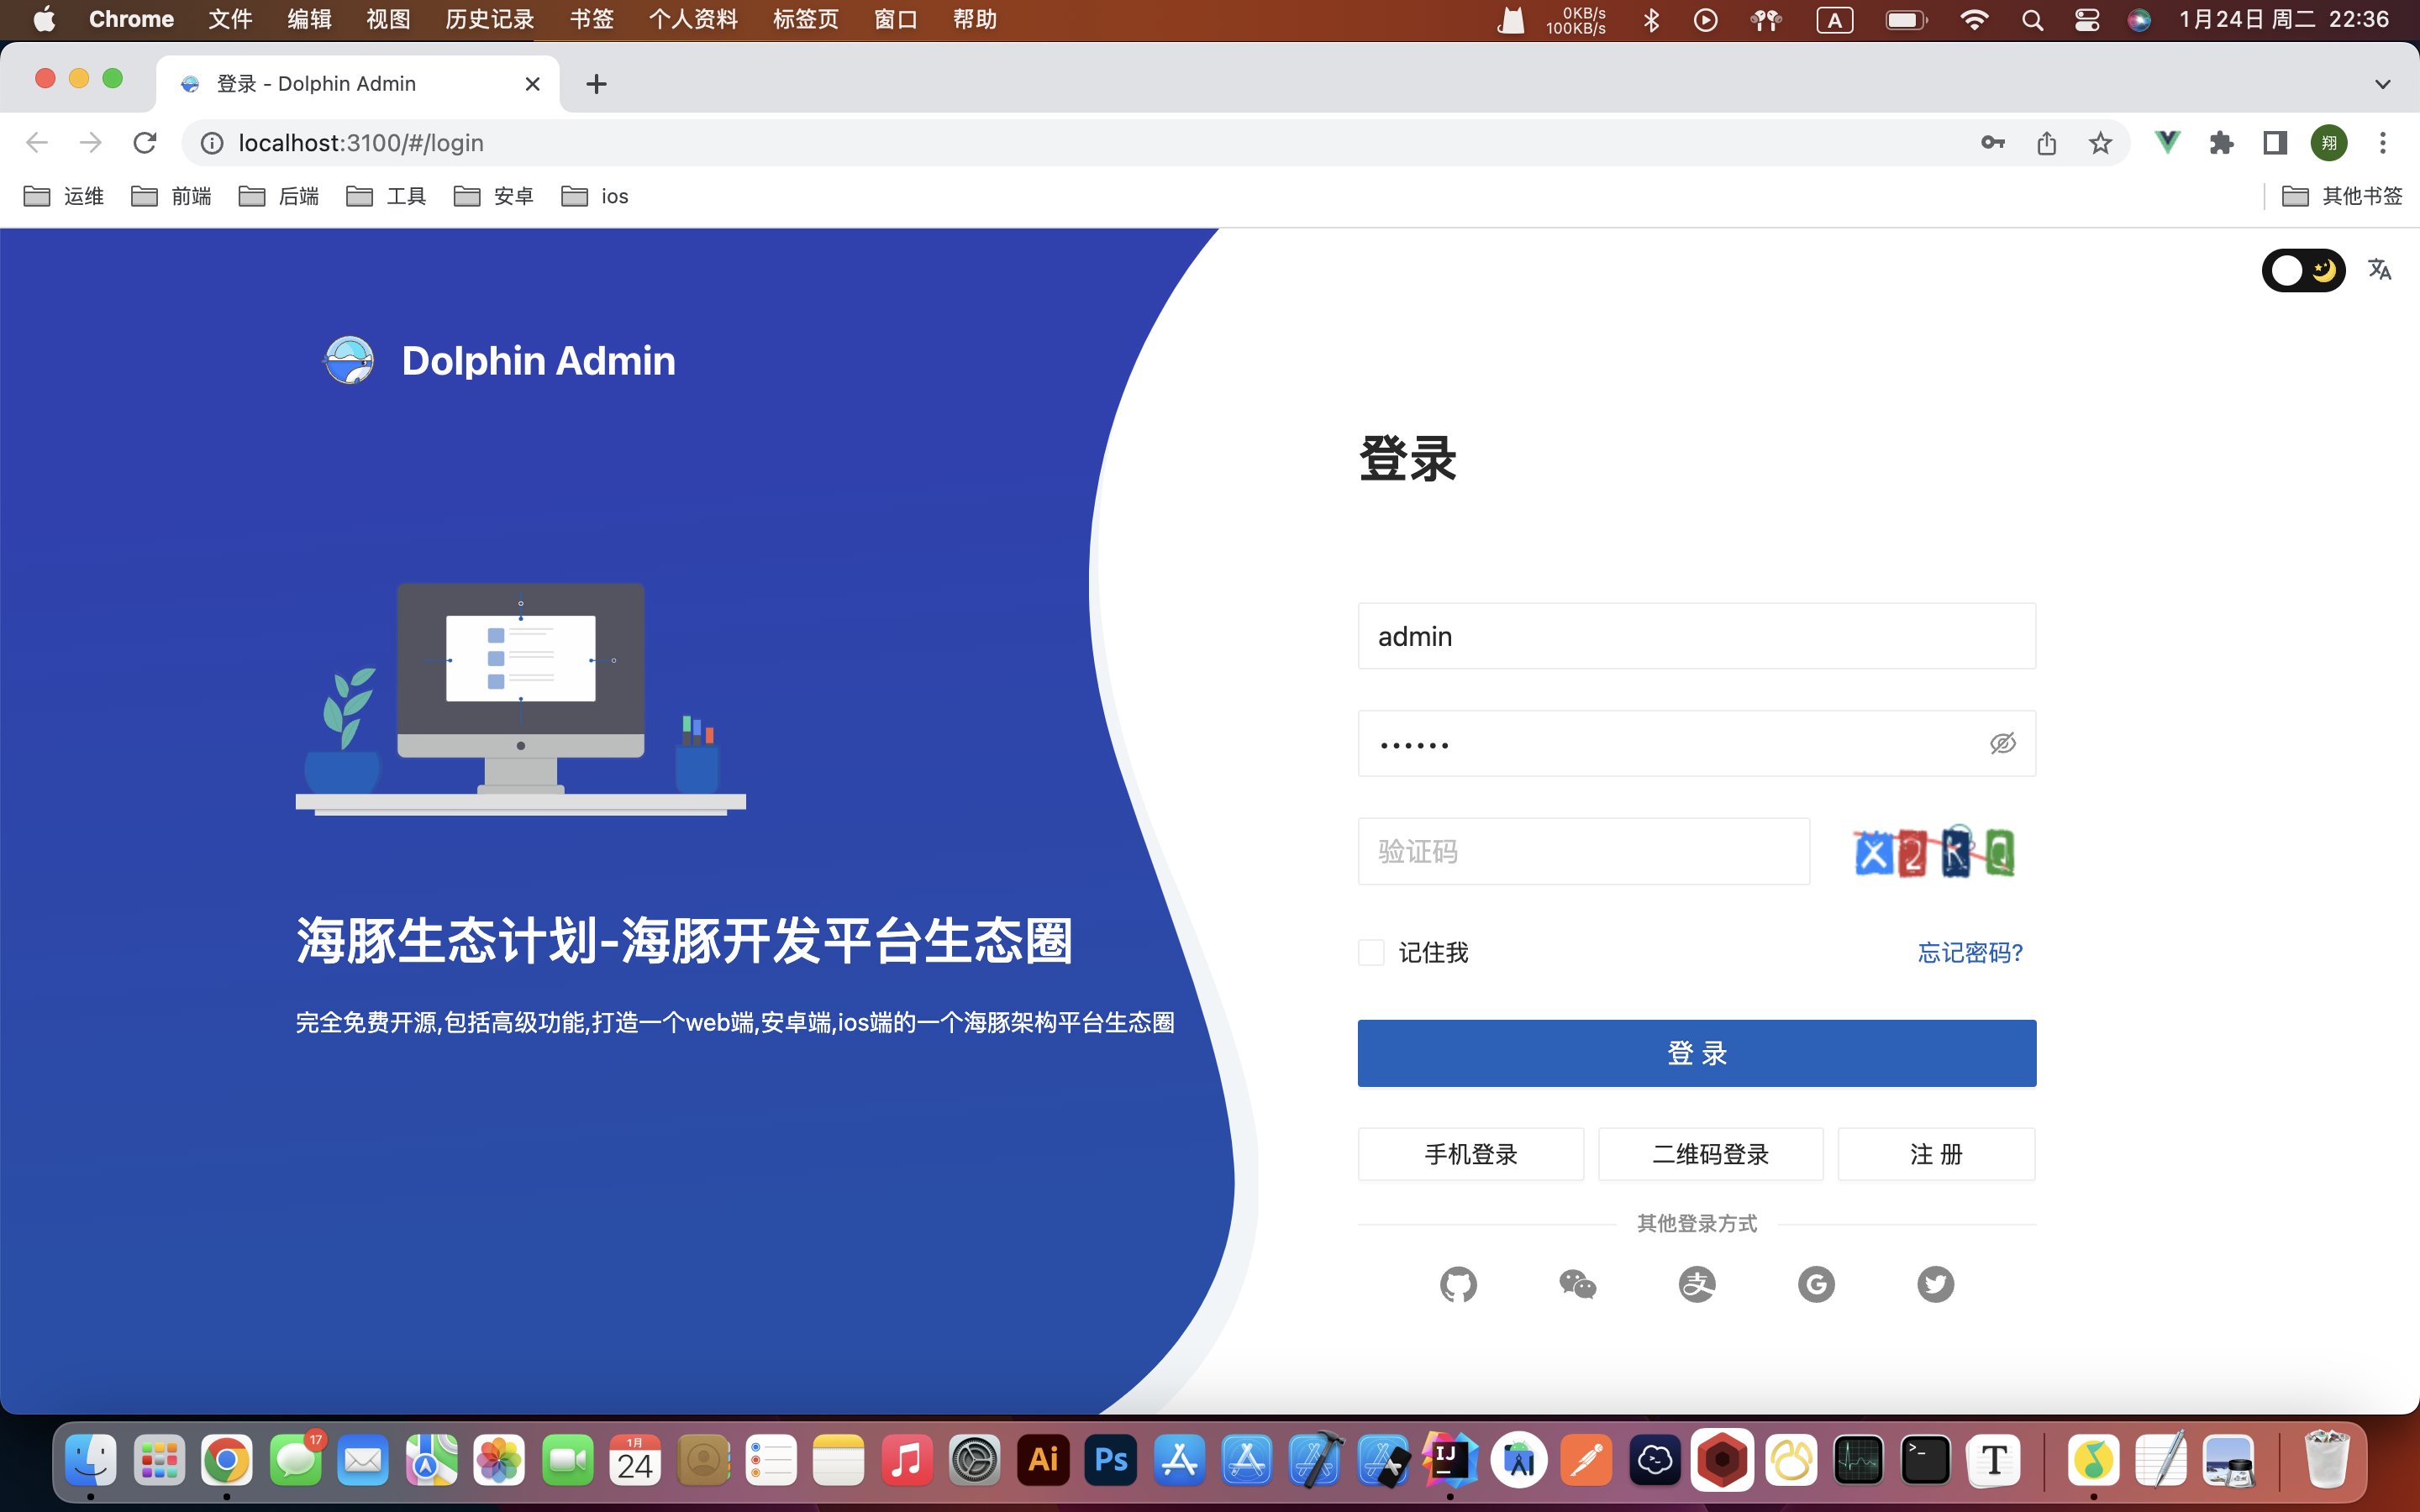 Chrome 文件 编辑 视图 历史记录 书签 个人资料 标签页 窗口 帮助 0KB/s 100KB/s A 1月24日 周二 22:36
登录 - Dolphin Admin
localhost:3100/#/login 翔
运维 前端 后端 工具 安卓 ios 其他书签
Dolphin Admin
登录
admin
验证码 X2RQ
海豚生态计划-海豚开发平台生态圈
记住我 忘记密码?
完全免费开源,包括高级功能,打造一个web端,安卓端,ios端的一个海豚架构平台生态圈
登 录
手机登录 二维码登录 注 册
其他登录方式
17 1月 24 Ai Ps IJ T